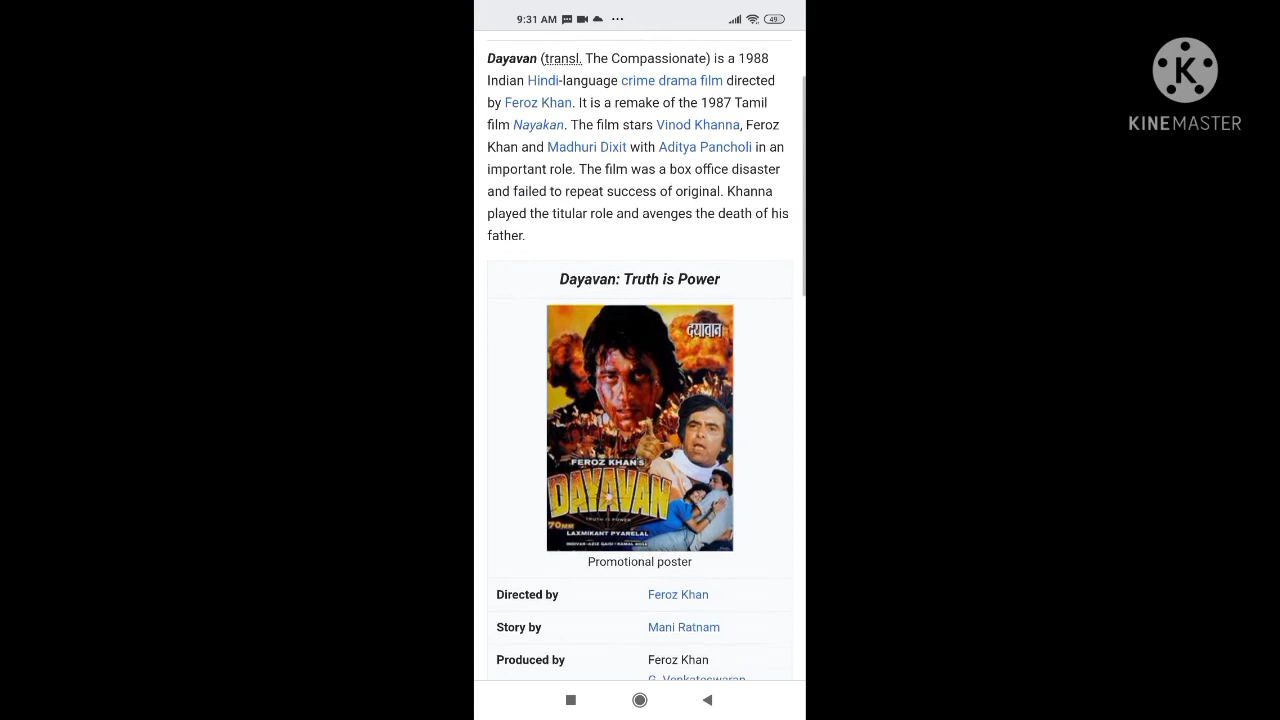 9:31 AM
49
Dayavan (transl. The Compassionate) is a 1988
Indian Hindi-language crime drama film directed
by Feroz Khan. It is a remake of the 1987 Tamil
film Nayakan. The film stars Vinod Khanna, Feroz
Khan and Madhuri Dixit with Aditya Pancholi in an
important role. The film was a box office disaster
and failed to repeat success of original. Khanna
played the titular role and avenges the death of his
father.
Dayavan: Truth is Power
दयावान
FEROZ KHAN'S
DAYAVAN
TRUTH IS POWER
70MM
LAXMIKANT PYARELAL
Promotional poster
Directed by Feroz Khan
Story by Mani Ratnam
Produced by Feroz Khan
G. Venkateswaran
K
KINEMASTER